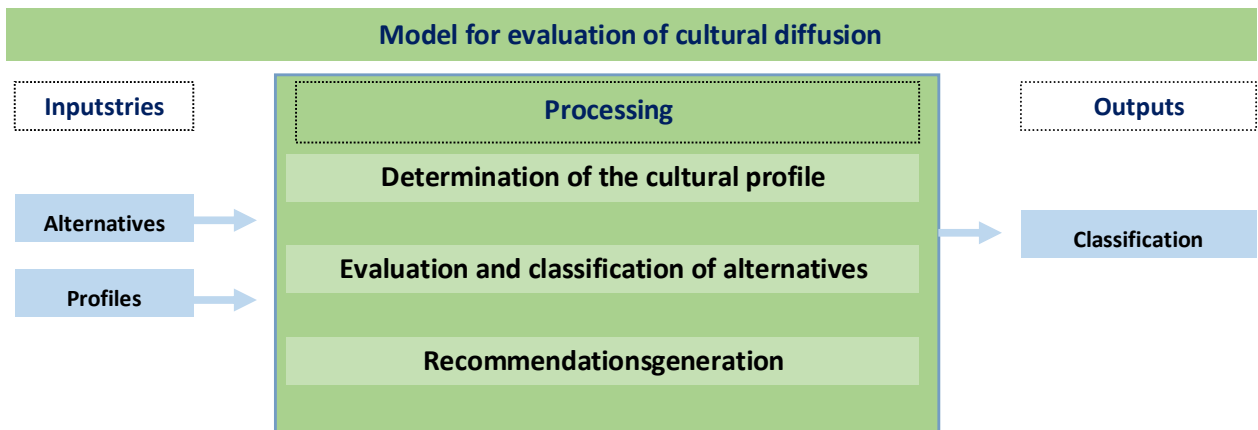 Model for evaluation of cultural diffusion
Inputstries
Processing
Outputs
Determination of the cultural profile
Alternatives
Evaluation and classification of alternatives
Classification
Profiles
Recommendationsgeneration